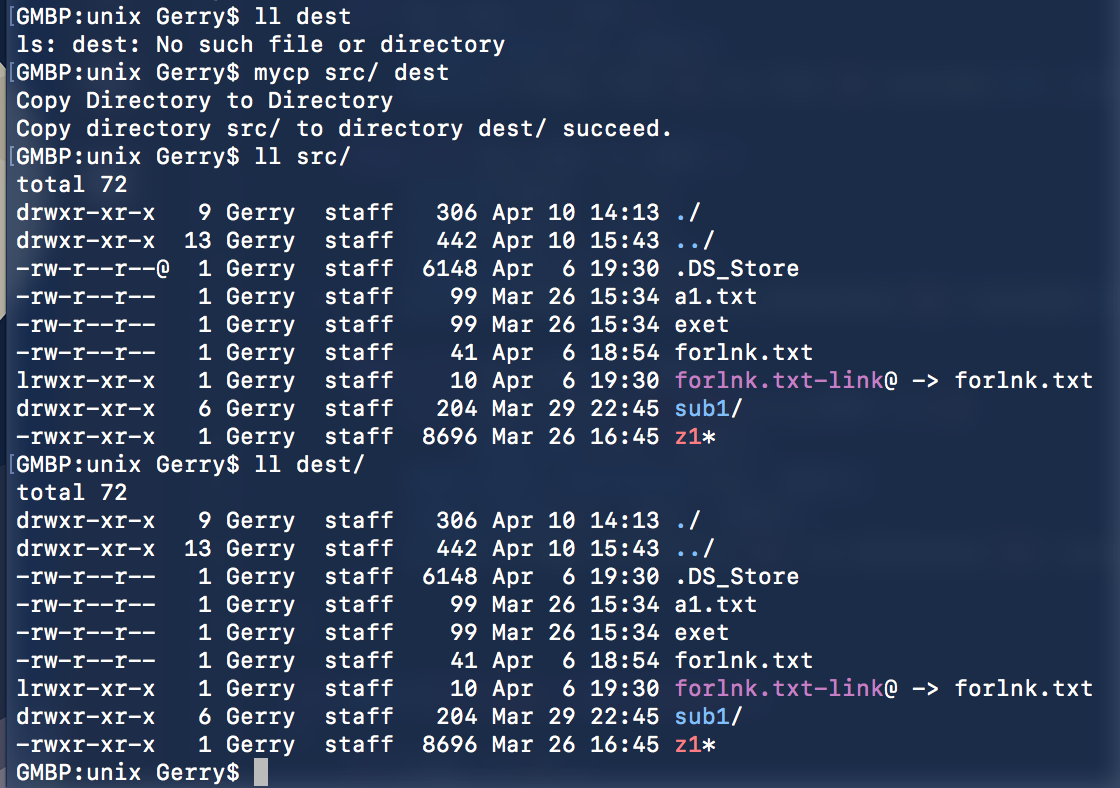 [GMBP:unix Gerry$ ll dest
ls: dest: No such file or directory
[GMBP:unix Gerry$ mycp src/ dest
Copy Directory to Directory
Copy directory src/ to directory dest/ succeed.
[GMBP:unix Gerry$ ll src/
total 72
drwxr-xr-x   9 Gerry  staff   306 Apr 10 14:13 ./
drwxr-xr-x  13 Gerry  staff   442 Apr 10 15:43 ../
-rw-r--r--@  1 Gerry  staff  6148 Apr  6 19:30 .DS_Store
-rw-r--r--   1 Gerry  staff    99 Mar 26 15:34 a1.txt
-rw-r--r--   1 Gerry  staff    99 Mar 26 15:34 exet
-rw-r--r--   1 Gerry  staff    41 Apr  6 18:54 forlnk.txt
lrwxr-xr-x   1 Gerry  staff    10 Apr  6 19:30 forlnk.txt-link@ -> forlnk.txt
drwxr-xr-x   6 Gerry  staff   204 Mar 29 22:45 sub1/
-rwxr-xr-x   1 Gerry  staff  8696 Mar 26 16:45 z1*
[GMBP:unix Gerry$ ll dest/
total 72
drwxr-xr-x   9 Gerry  staff   306 Apr 10 14:13 ./
drwxr-xr-x  13 Gerry  staff   442 Apr 10 15:43 ../
-rw-r--r--   1 Gerry  staff  6148 Apr  6 19:30 .DS_Store
-rw-r--r--   1 Gerry  staff    99 Mar 26 15:34 a1.txt
-rw-r--r--   1 Gerry  staff    99 Mar 26 15:34 exet
-rw-r--r--   1 Gerry  staff    41 Apr  6 18:54 forlnk.txt
lrwxr-xr-x   1 Gerry  staff    10 Apr  6 19:30 forlnk.txt-link@ -> forlnk.txt
drwxr-xr-x   6 Gerry  staff   204 Mar 29 22:45 sub1/
-rwxr-xr-x   1 Gerry  staff  8696 Mar 26 16:45 z1*
GMBP:unix Gerry$